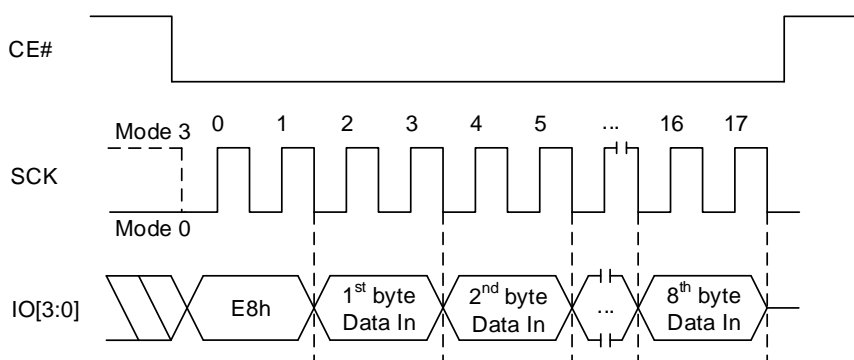 CE#
Mode 3 0 1 2 3 4 5 ... 16 17
SCK
Mode 0
IO[3:0] E8h 1st byte Data In 2nd byte Data In ... 8th byte Data In